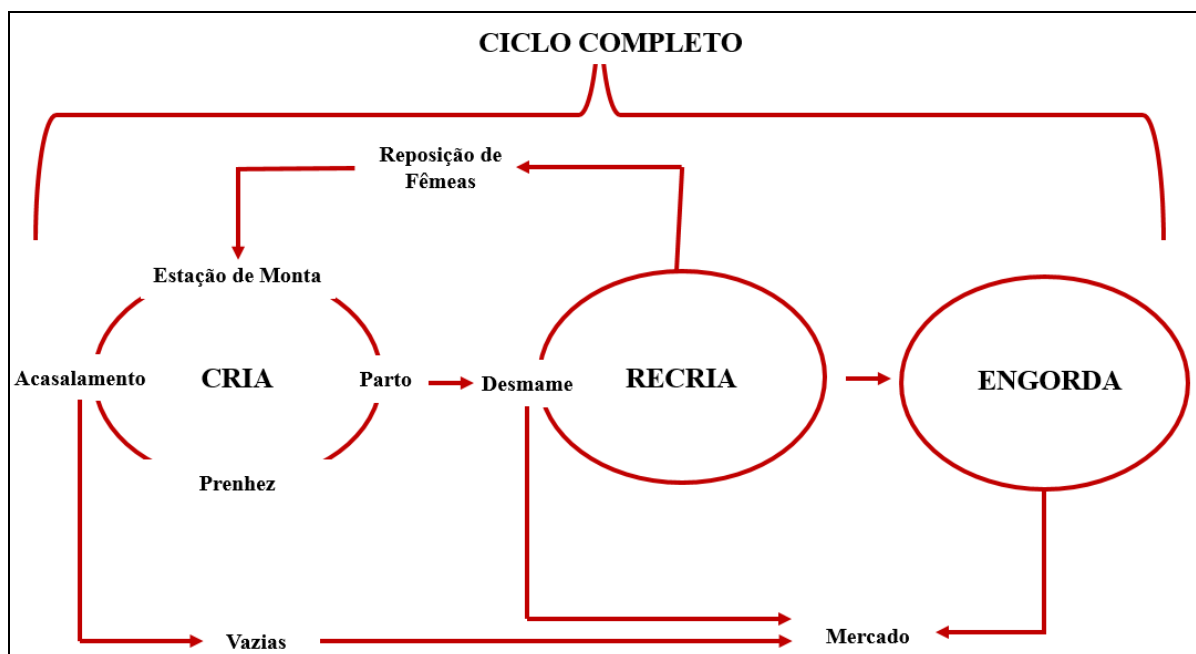 CICLO COMPLETO
Reposição de
Fêmeas
Estação de Monta
Acasalamento
CRIA
Parto
Desmame
RECRIA
ENGORDA
Prenhez
Vazias
Mercado